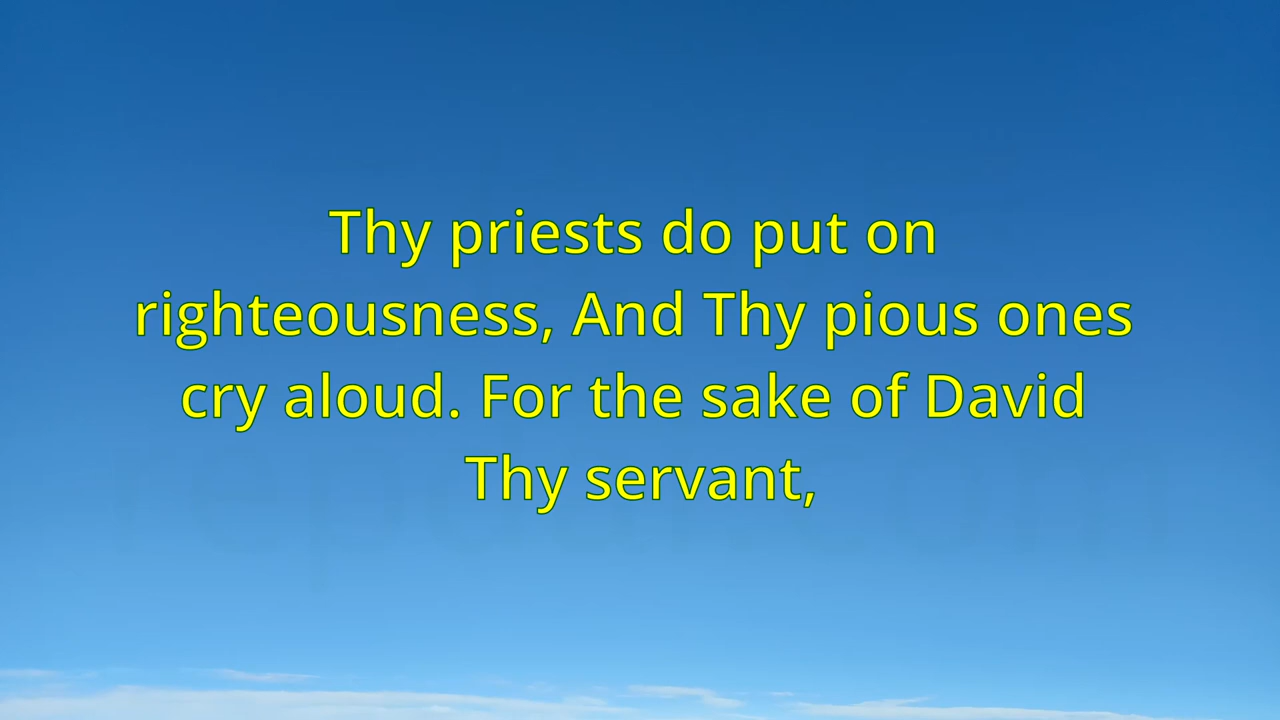 Thy priests do put on
righteousness, And Thy pious ones
cry aloud. For the sake of David
Thy servant,